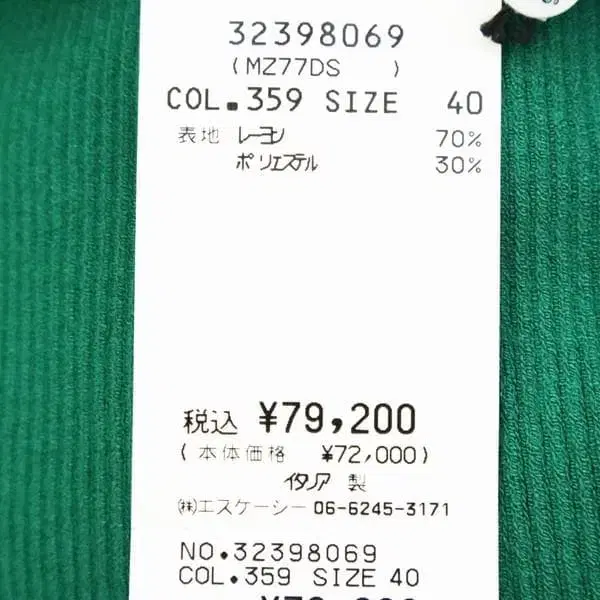 32398069
(MZ77DS )
COL.359 SIZE 40
表地 レーヨン 70%
ポリエステル 30%
税込 ¥79,200
(本体価格 ¥72,000)
イタリア 製
㈱エスケーシー 06-6245-3171
NO.32398069
COL.359 SIZE 40